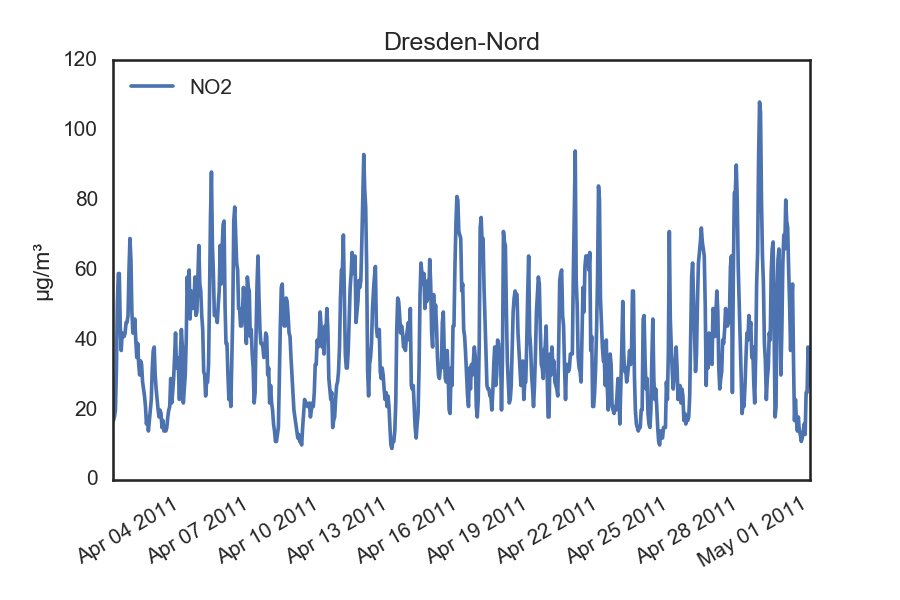 Dresden-Nord
NO2
µg/m³
120
100
80
60
40
20
0
Apr 04 2011
Apr 07 2011
Apr 10 2011
Apr 13 2011
Apr 16 2011
Apr 19 2011
Apr 22 2011
Apr 25 2011
Apr 28 2011
May 01 2011